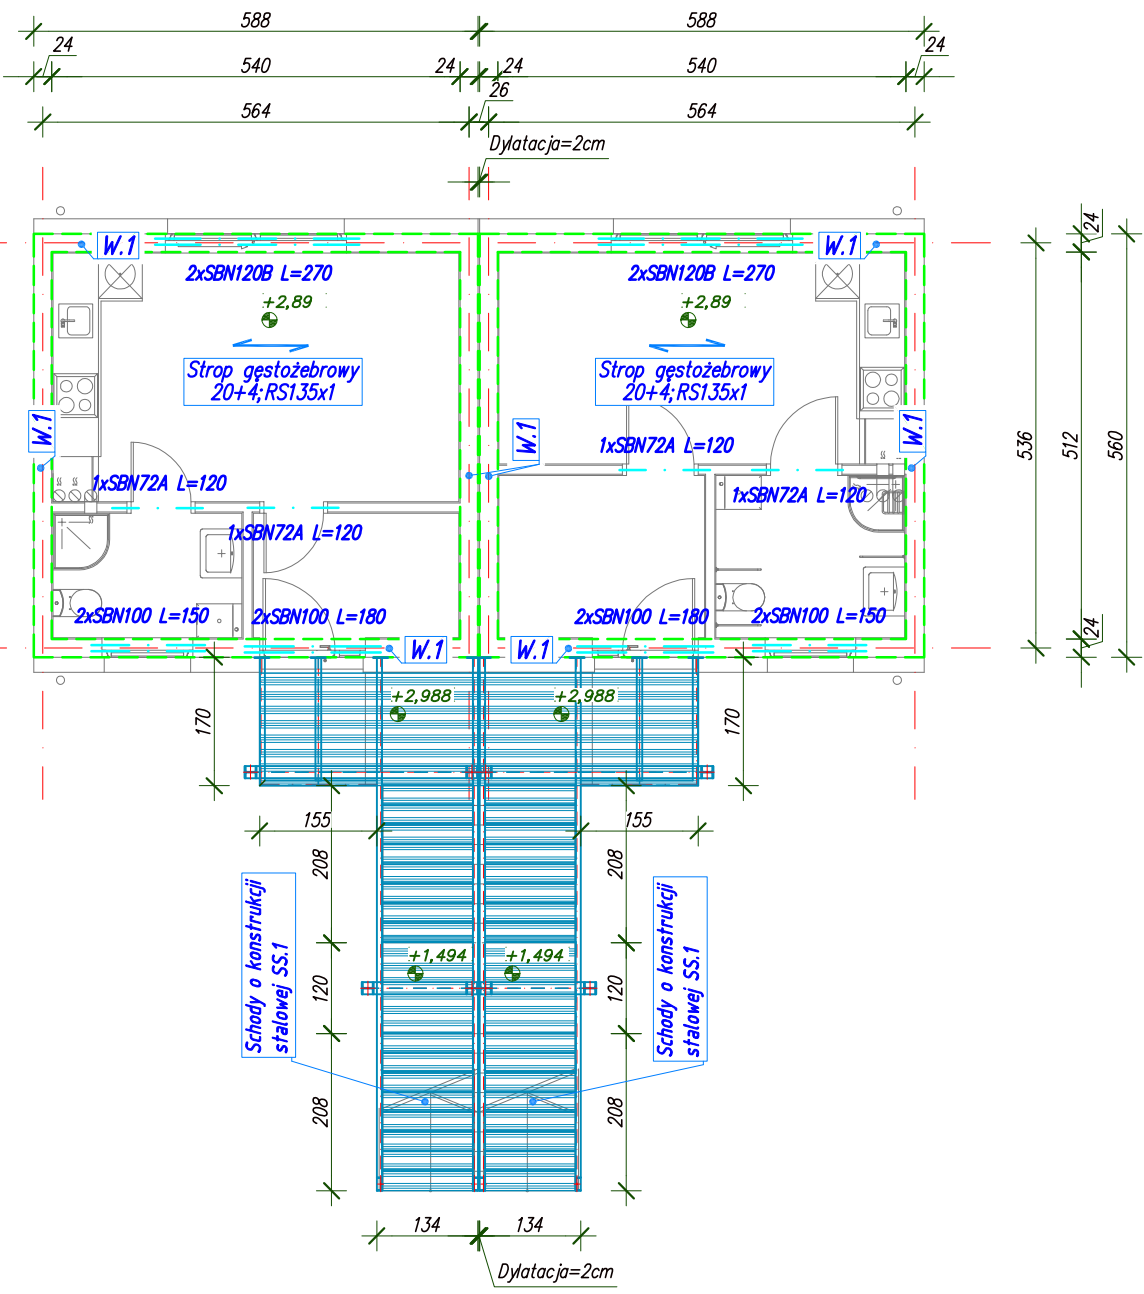 588
588
24
24
540
24
24
540
26
564
564
Dylatacja=2cm
24
W.1
W.1
2xSBN120B L=270
2xSBN120B L=270
+2,89
+2,89
Strop gęstożebrowy
20+4;RS135x1
Strop gęstożebrowy
20+4;RS135x1
W.1
W.1
W.1
536
512
560
1xSBN72A L=120
1xSBN72A L=120
1xSBN72A L=120
1xSBN72A L=120
2xSBN100 L=150
2xSBN100 L=180
2xSBN100 L=180
2xSBN100 L=150
24
W.1
W.1
+2,988
+2,988
170
170
155
155
208
208
Schody o konstrukcji
stalowej SS.1
Schody o konstrukcji
stalowej SS.1
+1,494
+1,494
120
120
208
208
134
134
Dylatacja=2cm